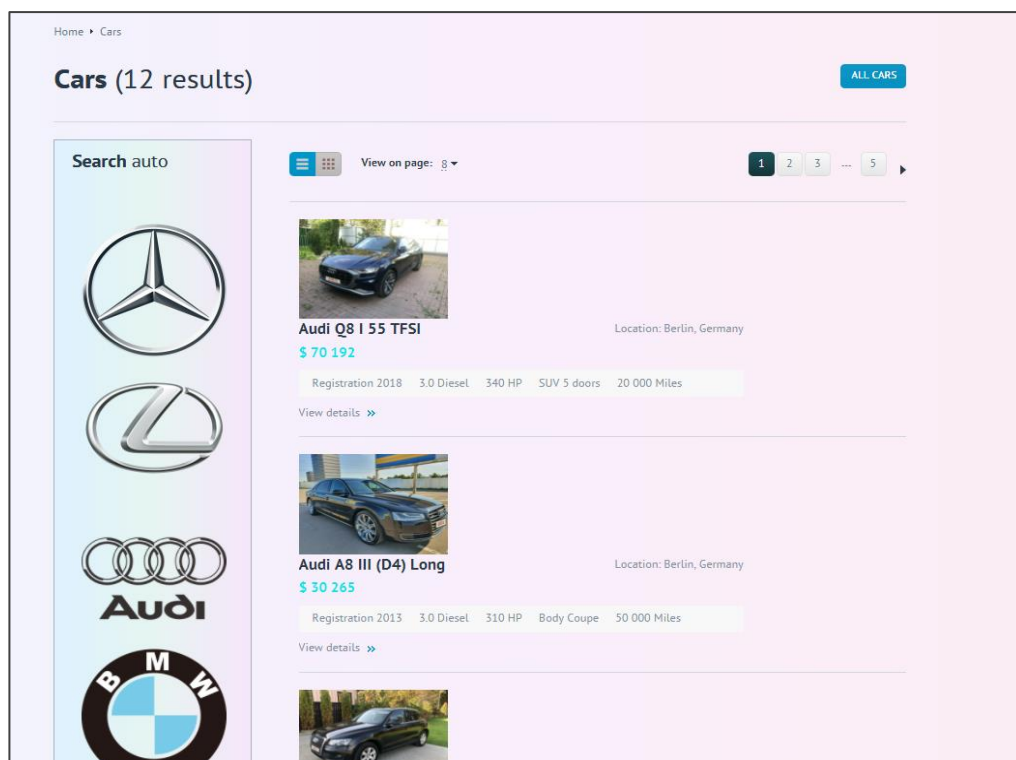 Home ‣ Cars
Cars (12 results)
ALL CARS
Search auto
View on page: 8
1 2 3 ... 5
Audi Q8 I 55 TFSI
Location: Berlin, Germany
$ 70 192
Registration 2018 3.0 Diesel 340 HP SUV 5 doors 20 000 Miles
View details »
Audi A8 III (D4) Long
Location: Berlin, Germany
$ 30 265
Registration 2013 3.0 Diesel 310 HP Body Coupe 50 000 Miles
View details »
Audi
BMW